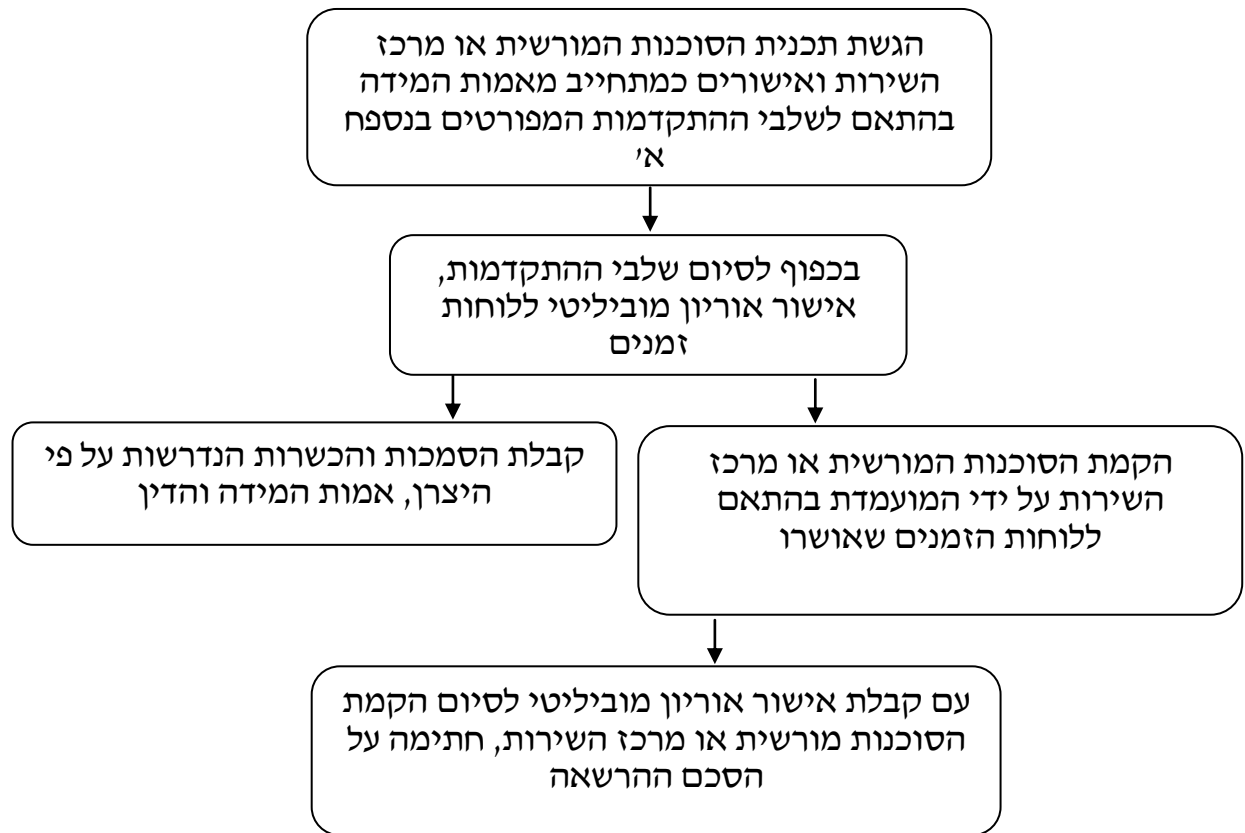 הגשת תכנית הסוכנות המורשית או מרכז
השירות ואישורים כמתחייב מאמות המידה
בהתאם לשלבי ההתקדמות המפורטים בנספח
א'
בכפוף לסיום שלבי ההתקדמות,
אישור אוריון מוביליטי ללוחות
זמנים
הקמת הסוכנות המורשית או מרכז
השירות על ידי המועמדת בהתאם
ללוחות הזמנים שאושרו
קבלת הסמכות והכשרות הנדרשות על פי
היצרן, אמות המידה והדין
עם קבלת אישור אוריון מוביליטי לסיום הקמת
הסוכנות מורשית או מרכז השירות, חתימה על
הסכם ההרשאה